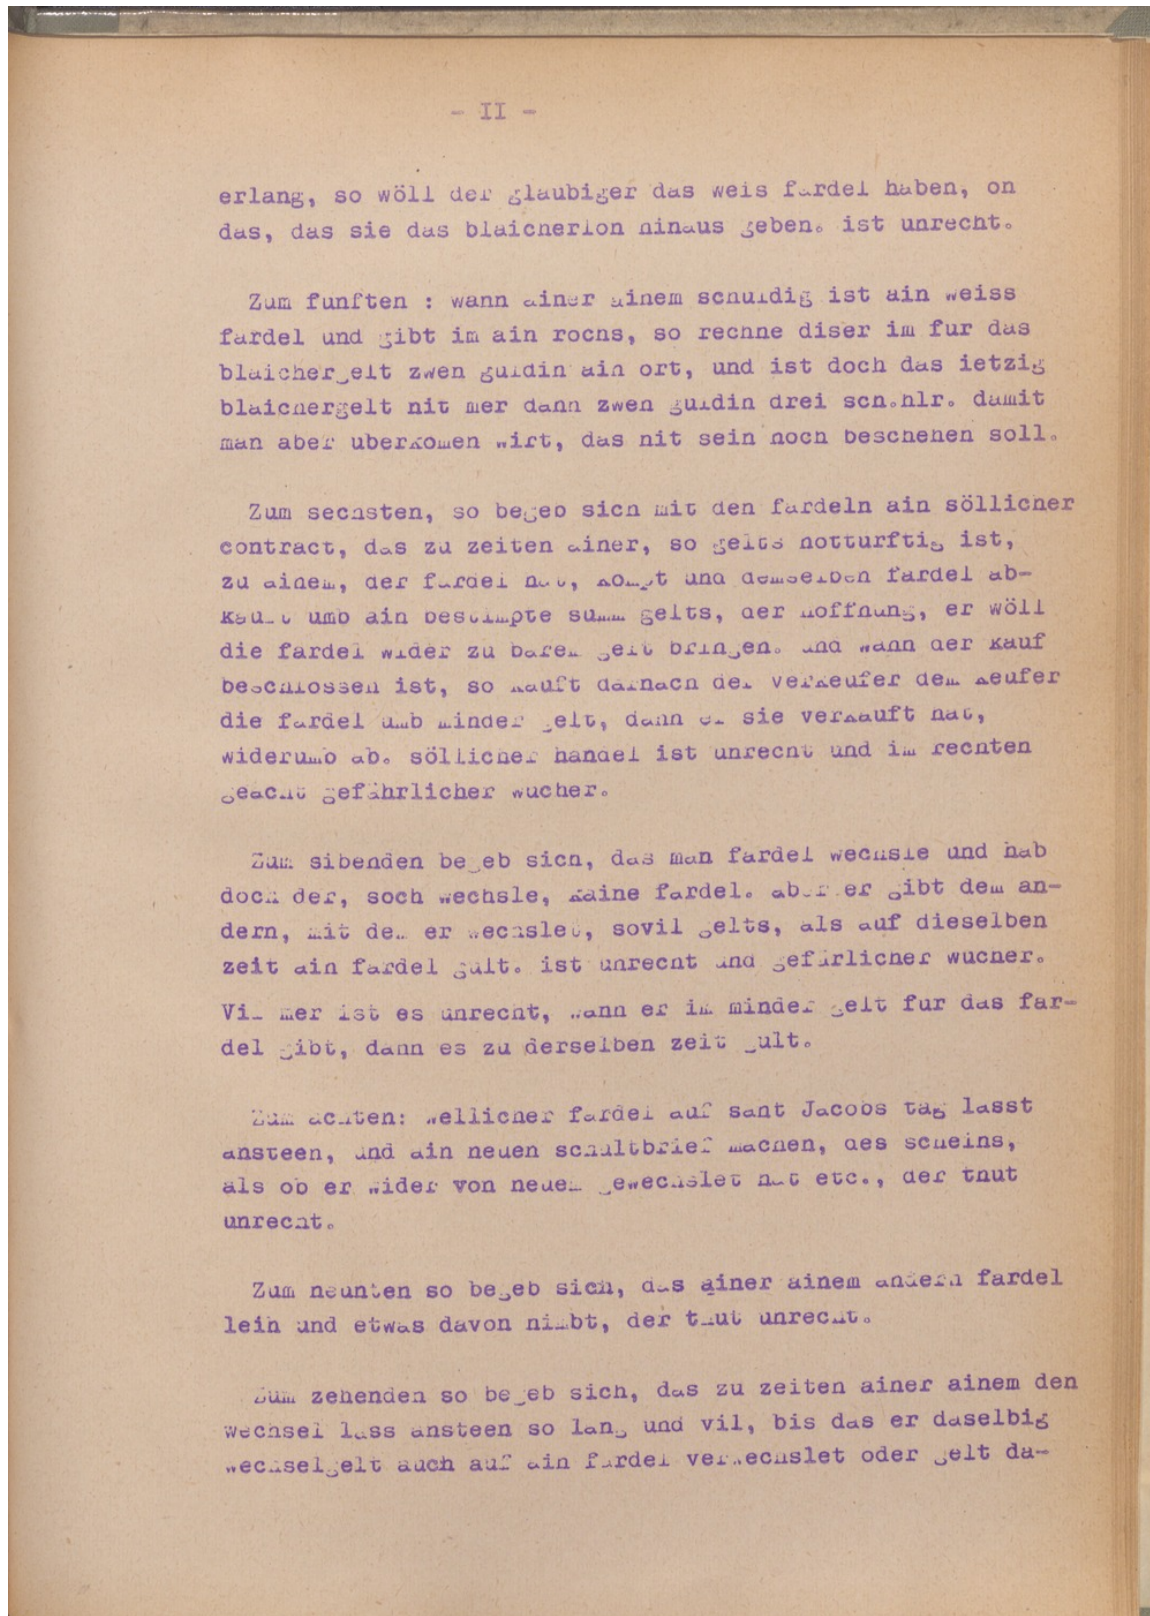 - II -
erlang, so wöll der glaubiger das weis fardel haben, on
das, das sie das blaicherlon hinaus geben. ist unrecht.
Zum funften : wann ainer ainem schuldig ist ain weiss
fardel und gibt im ain rochs, so rechne diser im fur das
blaichergelt zwen guldin ain ort, und ist doch das ietzig
blaichergelt nit mer dann zwen guldin drei sch.hlr. damit
man aber uberkomen wirt, das nit sein noch beschehen soll.
Zum sechsten, so begeb sich mit den fardeln ain söllicher
contract, das zu zeiten ainer, so gelts notturftig ist,
zu ainem, der fardel hat, kompt und demselben fardel ab-
kauft umb ain bestimpte summ gelts, der hoffnung, er wöll
die fardel wider zu barem gelt bringen. und wann der kauf
beschlossen ist, so kauft darnach der verkeufer dem keufer
die fardel umb minder gelt, dann er sie verkauft hat,
widerumb ab. söllicher handel ist unrecht und im rechten
geacht gefährlicher wucher.
Zum sibenden begeb sich, das man fardel wechsle und hab
doch der, soch wechsle, kaine fardel. aber er gibt dem an-
dern, mit dem er wechslet, sovil gelts, als auf dieselben
zeit ain fardel gult. ist unrecht und gefärlicher wucher.
Vil mer ist es unrecht, wann er im minder gelt fur das far-
del gibt, dann es zu derselben zeit gult.
Zum achten: wellicher fardel auf sant Jacobs tag lasst
ansteen, und ain neuen schultbrief machen, des scheins,
als ob er wider von neuem gewechslet hat etc., der thut
unrecht.
Zum neunten so begeb sich, das ainer ainem andern fardel
leih und etwas davon nimbt, der thut unrecht.
Zum zehenden so begeb sich, das zu zeiten ainer ainem den
wechsel lass ansteen so lang und vil, bis das er daselbig
wechselgelt auch auf ain fardel verwechslet oder gelt da-